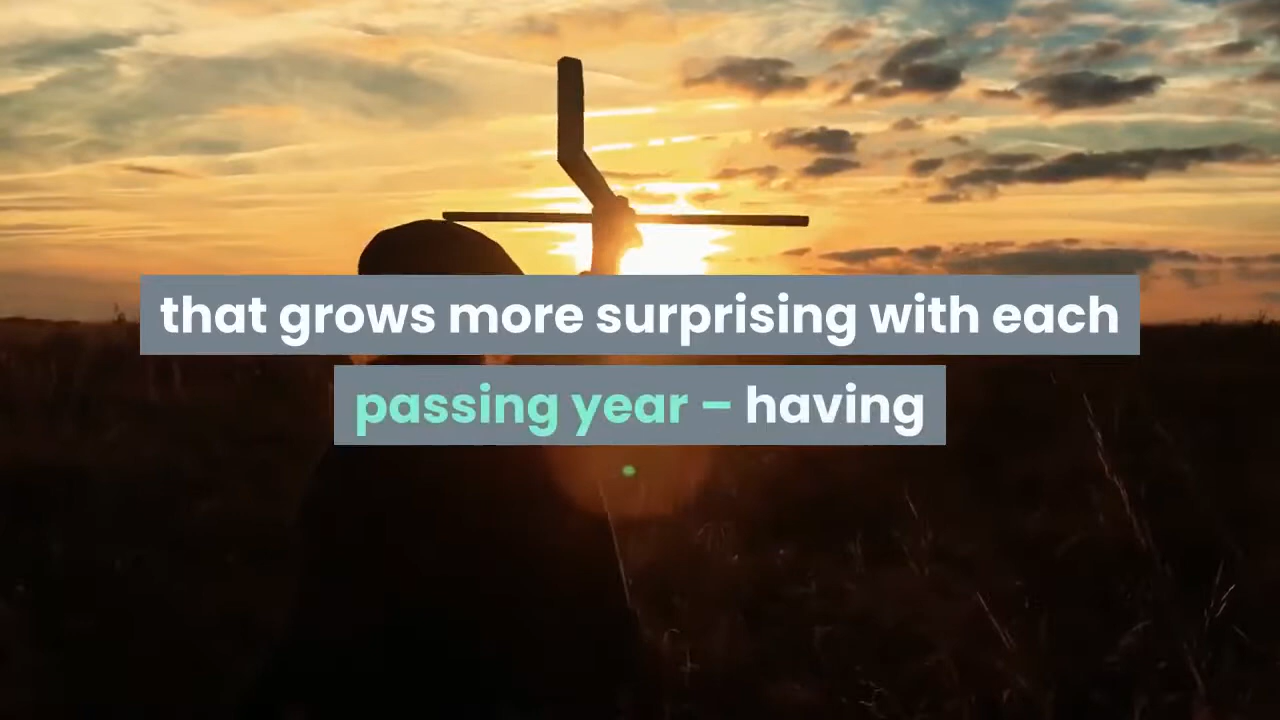 that grows more surprising with each
passing year – having